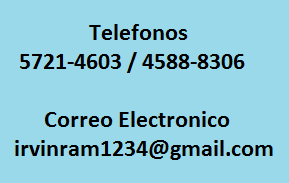 Telefonos
5721-4603 / 4588-8306
Correo Electronico
irvinram1234@gmail.com